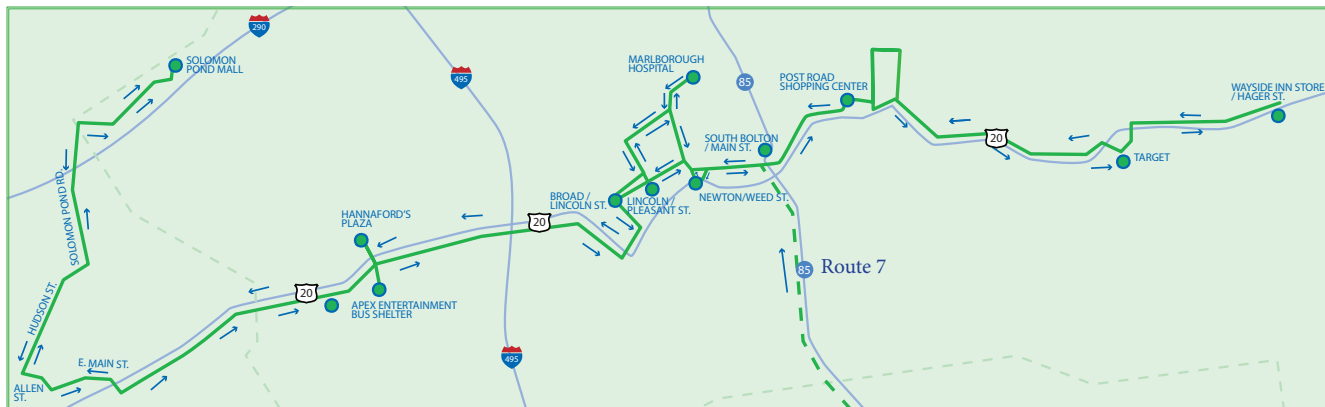 290
SOLOMON
POND MALL
495
MARLBOROUGH
HOSPITAL
85
POST ROAD
SHOPPING CENTER
WAYSIDE INN STORE
/ HAGER ST.
SOUTH BOLTON
/ MAIN ST.
20
TARGET
SOLOMON POND RD.
HANNAFORD'S
PLAZA
20
BROAD /
LINCOLN ST.
LINCOLN
PLEASANT ST.
NEWTON/WEED ST.
85
Route 7
HUDSON ST.
20
APEX ENTERTAINMENT
BUS SHELTER
495
E. MAIN ST.
ALLEN
ST.